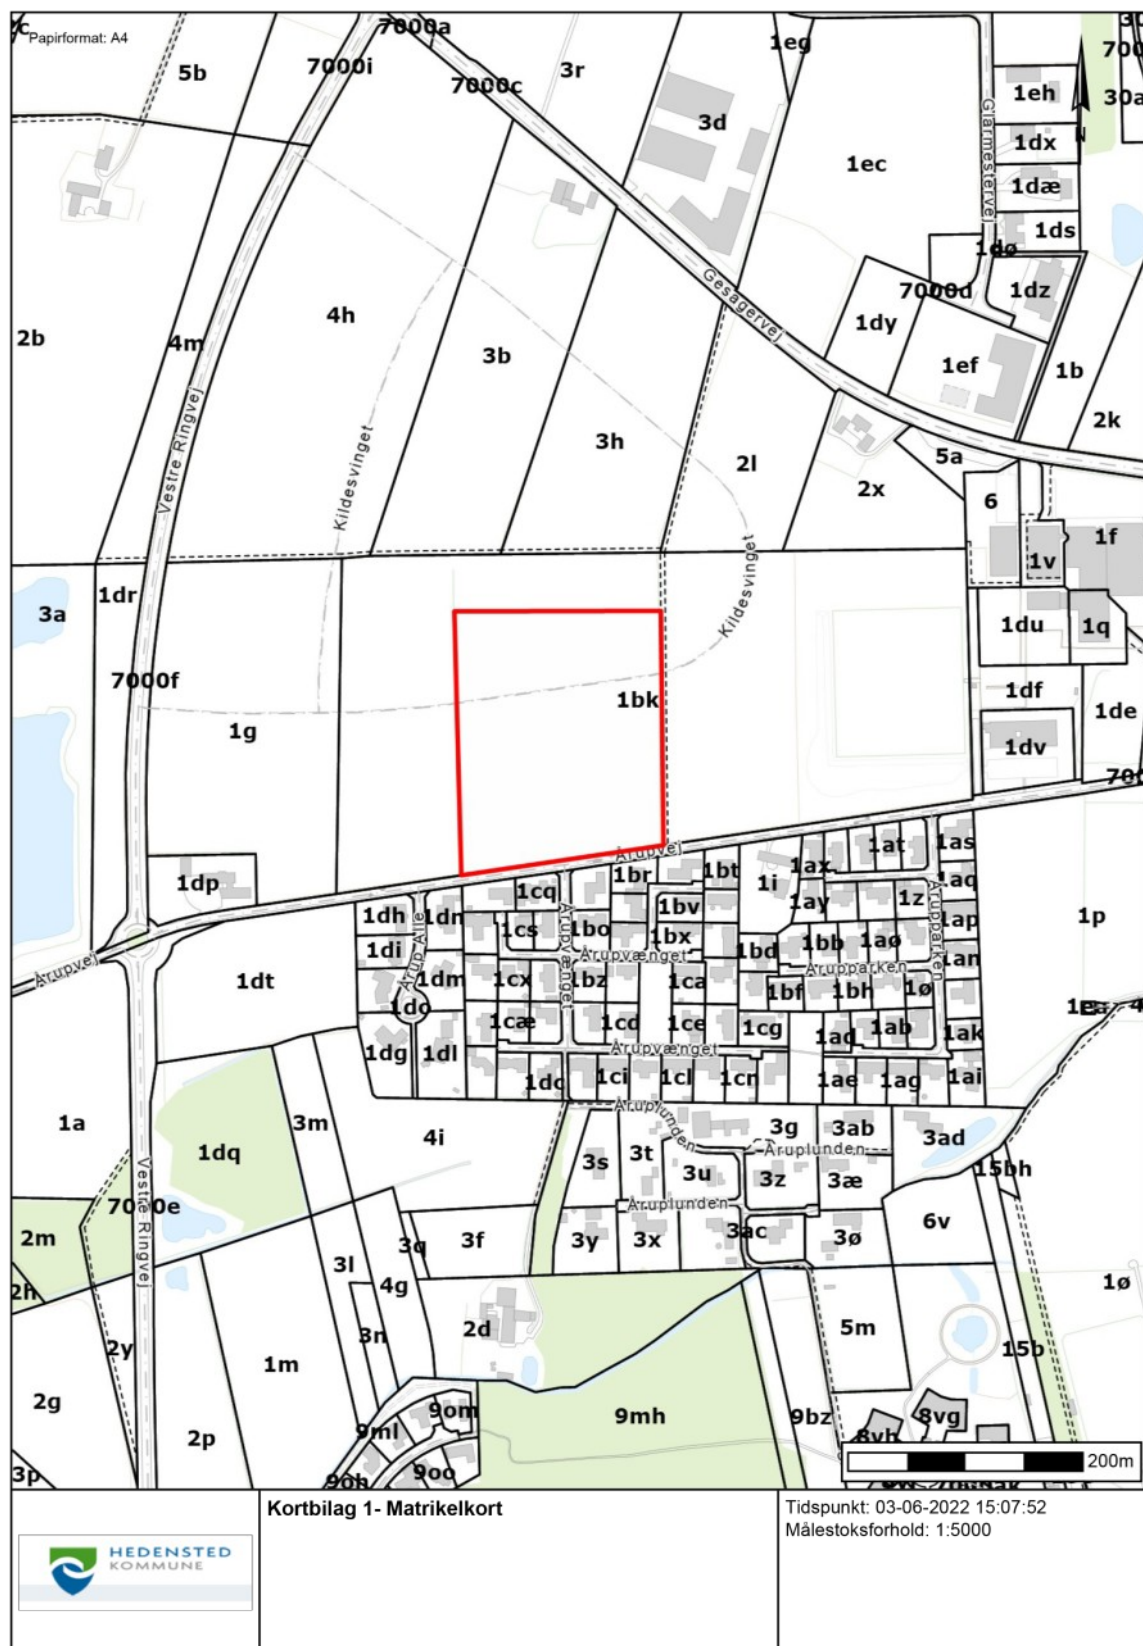 Papirformat: A4
7000a
5b
7000i
3r
1eg
7000c
3d
30a
1eh
N
1dx
1ec
1dæ
Glarmestervej
1ds
1dø
7000d
1dz
Gesagervej
4h
1dy
2b
4m
3b
1ef
1b
2k
Vestre Ringvej
Kildesvinget
3h
2l
5a
2x
6
1f
1v
Kildesvinget
3a
1dr
1du
1q
7000f
1bk
1df
1de
1g
1dv
Årupvej
1dp
1br
1bt
1i
1ax
1at
1as
1aq
1cq
1dh
1dn
1bv
1ay
1z
1ap
1p
1cs
1bo
1bx
1bd
1bb
1aø
1an
1di
Årup Alle
Årupvænget
Årupvænget
Årupparken
Årupparken
Årupvej
1dt
1dm
1cx
1bz
1ca
1bf
1bh
1ø
1do
1cæ
1cd
1ce
1cg
1ad
1ab
1ak
1dg
1dl
Årupvænget
1dc
1ci
1cl
1cn
1ae
1ag
1ai
1a
3m
4i
Åruplunden
3g
3ab
3ad
1dq
3s
3t
Åruplunden
15bh
3u
3z
3æ
7000e
Vestre Ringvej
Åruplunden
6v
2m
3q
3f
3y
3x
3ac
3ø
2h
3l
4g
1ø
2y
3n
2d
5m
15b
1m
2g
9om
9mh
9bz
8vg
2p
9ml
8vh
9oo
200m
3p
9oh
Kortbilag 1- Matrikelkort
Tidspunkt: 03-06-2022 15:07:52
Målestoksforhold: 1:5000
HEDENSTED
KOMMUNE